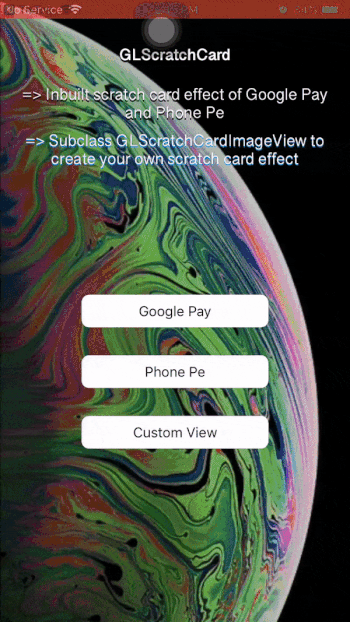 No Service
GLScratchCard
=> Inbuilt scratch card effect of Google Pay
and Phone Pe
=> Subclass GLScratchCardImageView to
create your own scratch card effect
Google Pay
Phone Pe
Custom View